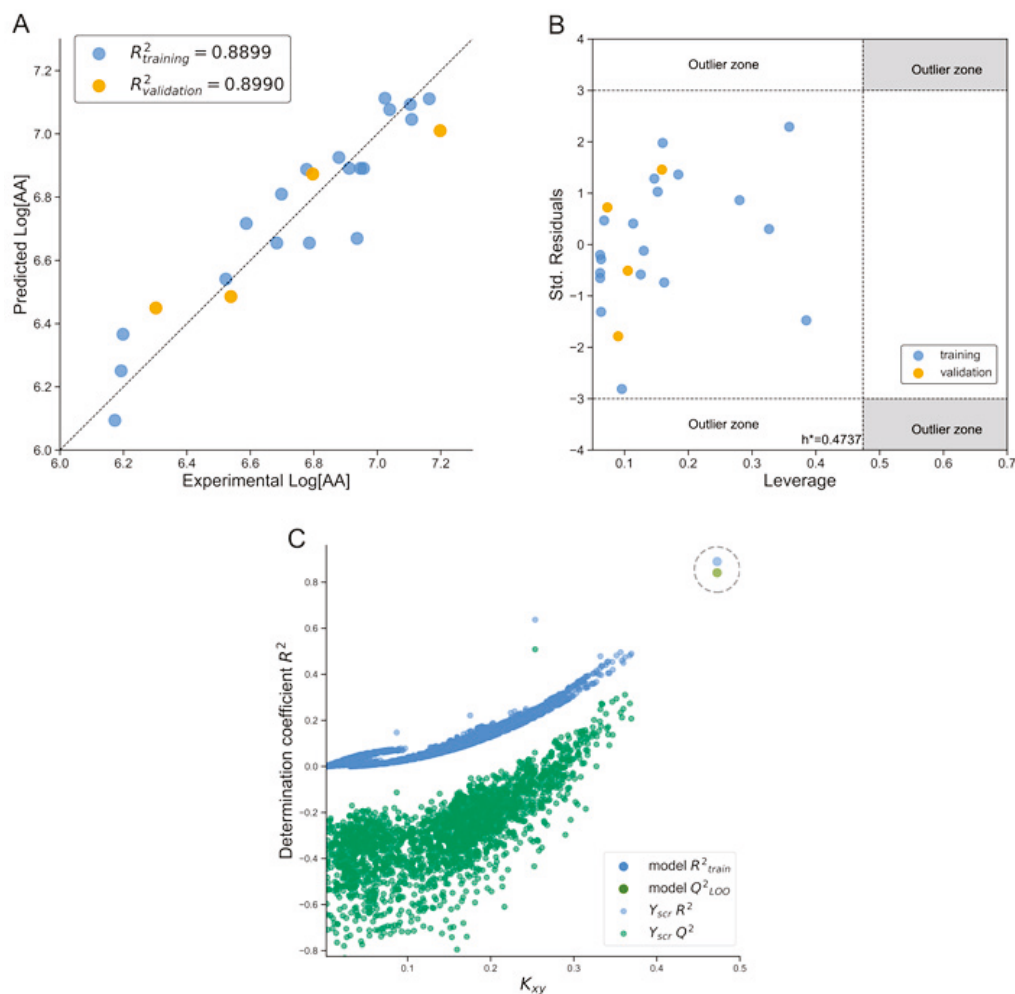 A
R²training = 0.8899
R²validation = 0.8990
7.2
7.0
6.8
6.6
6.4
6.2
6.0
Predicted Log[AA]
6.0 6.2 6.4 6.6 6.8 7.0 7.2
Experimental Log[AA]
B
4
3
2
1
0
−1
−2
−3
−4
Std. Residuals
Outlier zone
Outlier zone
training
validation
Outlier zone
h*=0.4737
Outlier zone
0.1 0.2 0.3 0.4 0.5 0.6 0.7
Leverage
C
0.8
0.6
0.4
0.2
0.0
−0.2
−0.4
−0.6
−0.8
Determination coefficient R²
model R²train
model Q²LOO
Yscr R²
Yscr Q²
0.1 0.2 0.3 0.4 0.5
Kxy